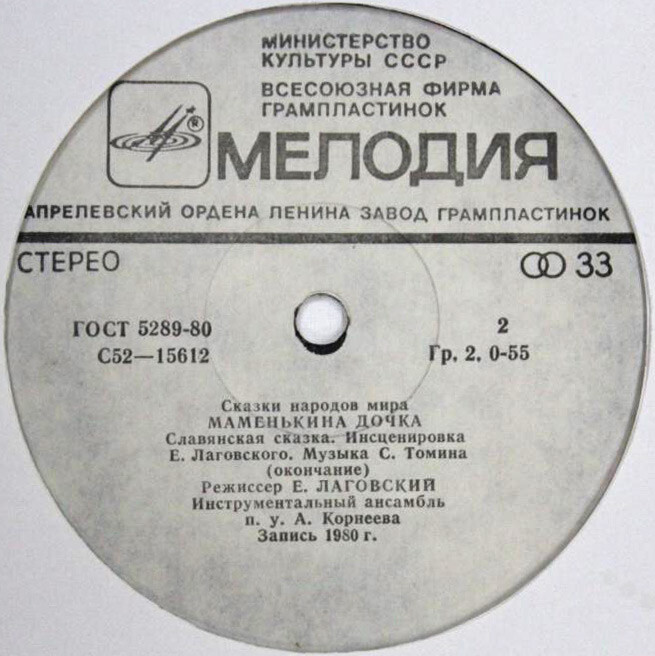 МИНИСТЕРСТВО
КУЛЬТУРЫ СССР
ВСЕСОЮЗНАЯ ФИРМА
ГРАМПЛАСТИНОК
®
МЕЛОДИЯ
АПРЕЛЕВСКИЙ ОРДЕНА ЛЕНИНА ЗАВОД ГРАМПЛАСТИНОК
СТЕРЕО
33
ГОСТ 5289-80
2
С52—15612
Гр. 2, 0-55
Сказки народов мира
МАМЕНЬКИНА ДОЧКА
Славянская сказка. Инсценировка
Е. Лаговского. Музыка С. Томина
(окончание)
Режиссер Е. ЛАГОВСКИЙ
Инструментальный ансамбль
п. у. А. Корнеева
Запись 1980 г.